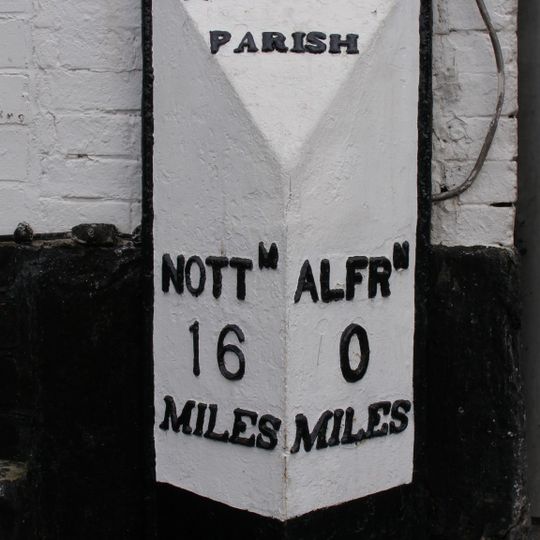 PARISH
NOTTᴹ ALFRᴺ
16 0
MILES MILES